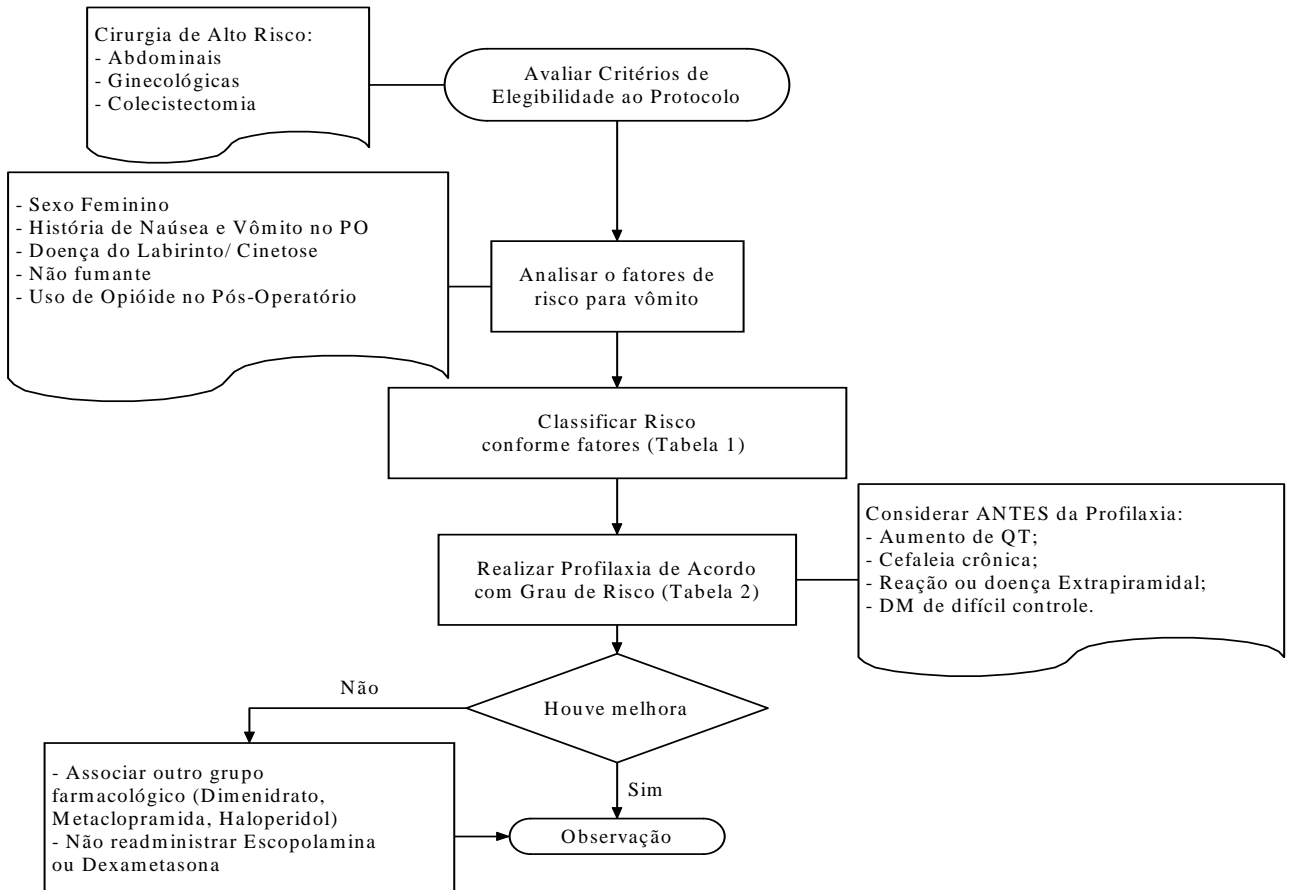 Cirurgia de Alto Risco:
- Abdominais
- Ginecológicas
- Colecistectomia
Avaliar Critérios de
Elegibilidade ao Protocolo
- Sexo Feminino
- História de Naúsea e Vômito no PO
- Doença do Labirinto/ Cinetose
- Não fumante
- Uso de Opióide no Pós-Operatório
Analisar o fatores de
risco para vômito
Classificar Risco
conforme fatores (Tabela 1)
Considerar ANTES da Profilaxia:
- Aumento de QT;
- Cefaleia crônica;
- Reação ou doença Extrapiramidal;
- DM de difícil controle.
Realizar Profilaxia de Acordo
com Grau de Risco (Tabela 2)
Houve melhora
Não
- Associar outro grupo
farmacológico (Dimenidrato,
Metaclopramida, Haloperidol)
- Não readministrar Escopolamina
ou Dexametasona
Sim
Observação